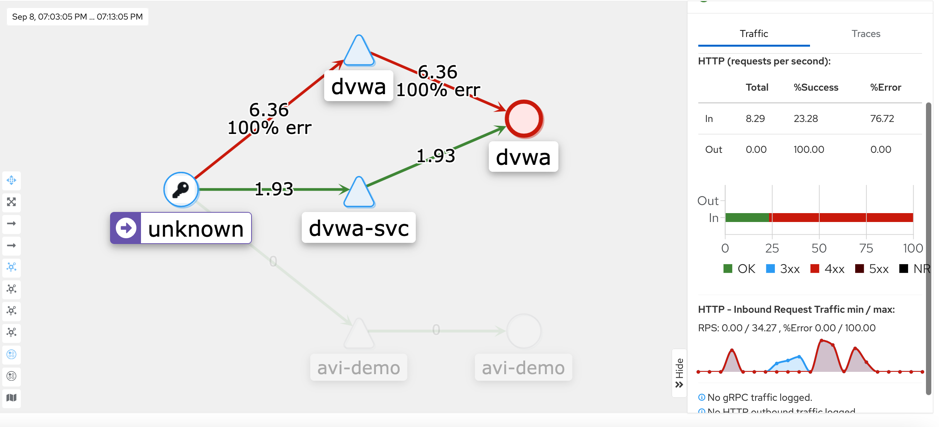 Sep 8, 07:03:05 PM ... 07:13:05 PM
6.36
100% err
dvwa
6.36
100% err
dvwa
1.93
1.93
unknown
dvwa-svc
0
0
avi-demo
avi-demo
Hide
Traffic
Traces
HTTP (requests per second):
Total %Success %Error
In 8.29 23.28 76.72
Out 0.00 100.00 0.00
Out
In
0 25 50 75 100
OK 3xx 4xx 5xx NR
HTTP - Inbound Request Traffic min / max:
RPS: 0.00 / 34.27 , %Error 0.00 / 100.00
No gRPC traffic logged.
No HTTP outbound traffic logged